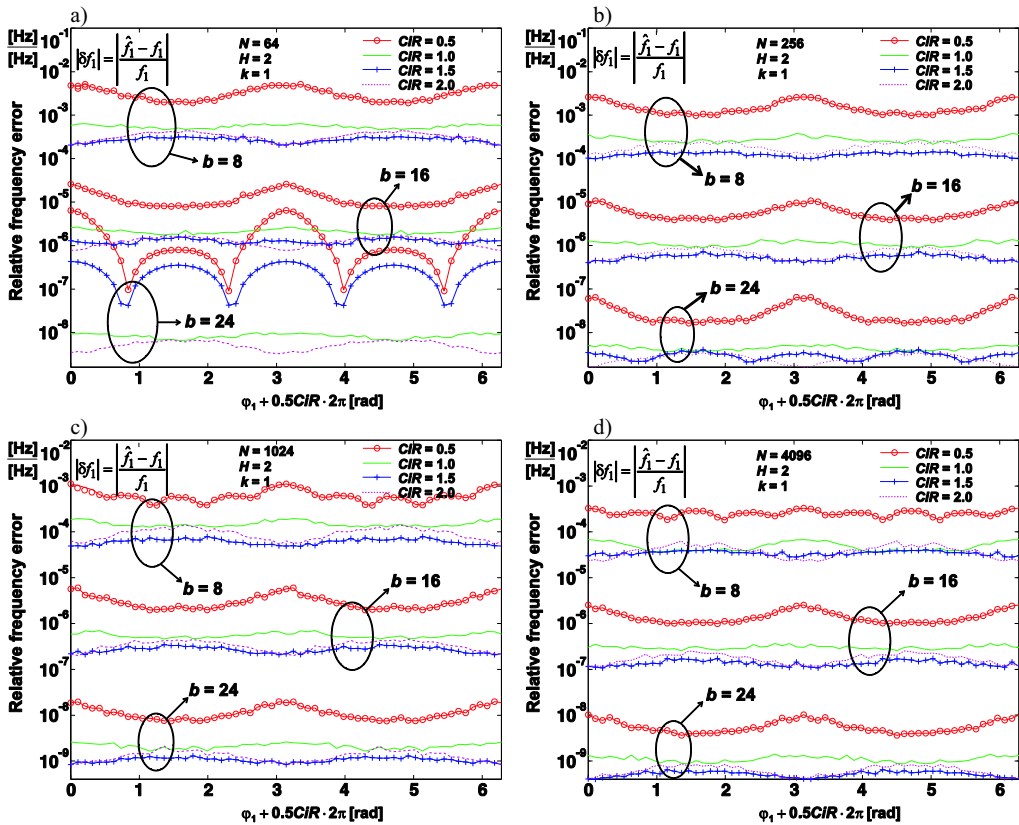 a)
[Hz]
[Hz]
|δf₁| = |(f̂₁ − f₁)/f₁|
N = 64
H = 2
k = 1
CIR = 0.5
CIR = 1.0
CIR = 1.5
CIR = 2.0
10⁻¹
10⁻²
10⁻³
10⁻⁴
10⁻⁵
10⁻⁶
10⁻⁷
10⁻⁸
b = 8
b = 16
b = 24
Relative frequency error
0 1 2 3 4 5 6
φ₁ + 0.5CIR · 2π [rad]
b)
[Hz]
[Hz]
|δf₁| = |(f̂₁ − f₁)/f₁|
N = 256
H = 2
k = 1
CIR = 0.5
CIR = 1.0
CIR = 1.5
CIR = 2.0
10⁻¹
10⁻²
10⁻³
10⁻⁴
10⁻⁵
10⁻⁶
10⁻⁷
10⁻⁸
b = 8
b = 16
b = 24
Relative frequency error
0 1 2 3 4 5 6
φ₁ + 0.5CIR · 2π [rad]
c)
[Hz]
[Hz]
|δf₁| = |(f̂₁ − f₁)/f₁|
N = 1024
H = 2
k = 1
CIR = 0.5
CIR = 1.0
CIR = 1.5
CIR = 2.0
10⁻²
10⁻³
10⁻⁴
10⁻⁵
10⁻⁶
10⁻⁷
10⁻⁸
10⁻⁹
b = 8
b = 16
b = 24
Relative frequency error
0 1 2 3 4 5 6
φ₁ + 0.5CIR · 2π [rad]
d)
[Hz]
[Hz]
|δf₁| = |(f̂₁ − f₁)/f₁|
N = 4096
H = 2
k = 1
CIR = 0.5
CIR = 1.0
CIR = 1.5
CIR = 2.0
10⁻²
10⁻³
10⁻⁴
10⁻⁵
10⁻⁶
10⁻⁷
10⁻⁸
10⁻⁹
b = 8
b = 16
b = 24
Relative frequency error
0 1 2 3 4 5 6
φ₁ + 0.5CIR · 2π [rad]